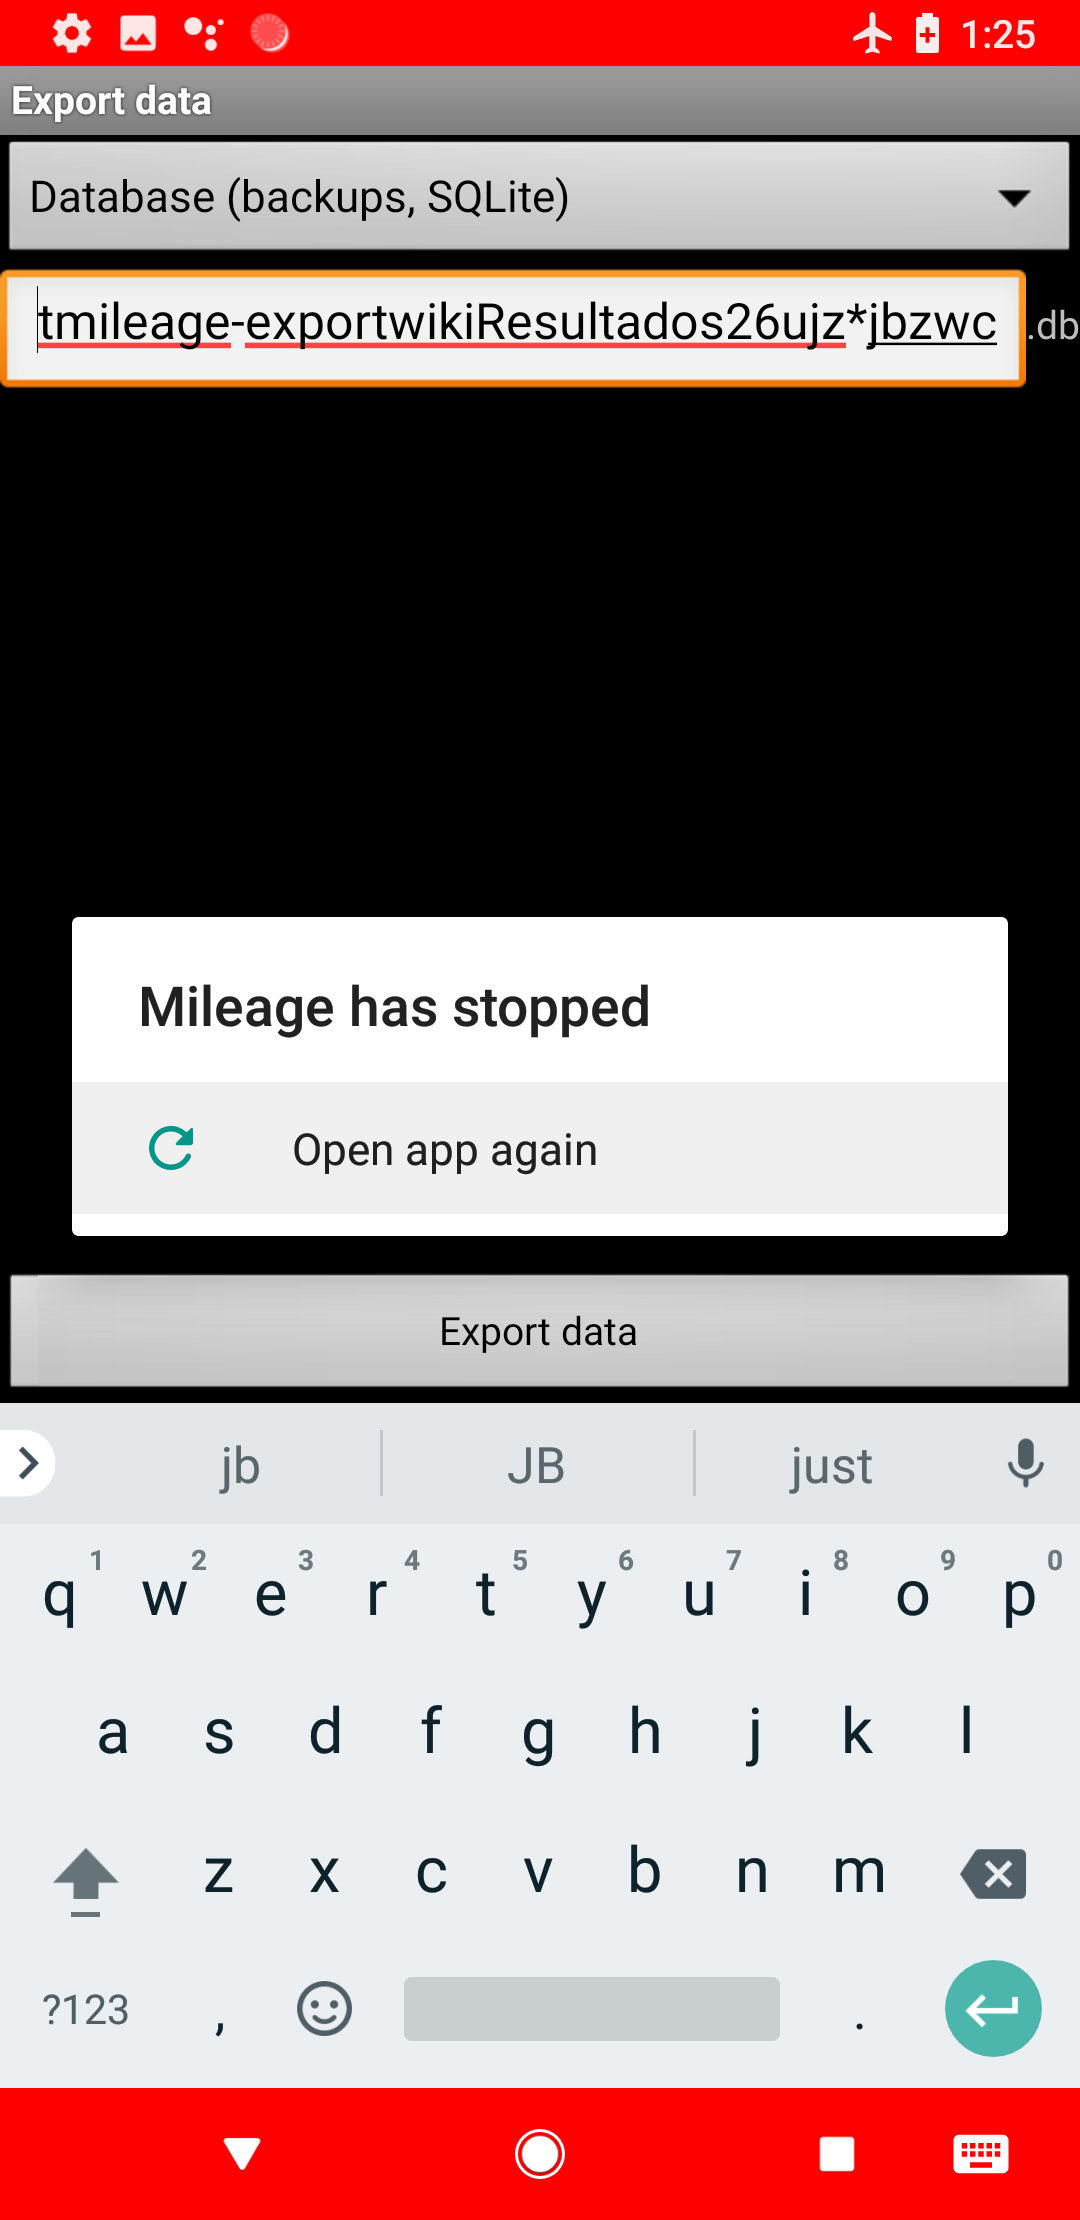 1:25
Export data
Database (backups, SQLite)
tmileage-exportwikiResultados26ujz*jbzwc .db
Mileage has stopped
Open app again
Export data
jb JB just
1 2 3 4 5 6 7 8 9 0
q w e r t y u i o p
a s d f g h j k l
z x c v b n m
?123 , .